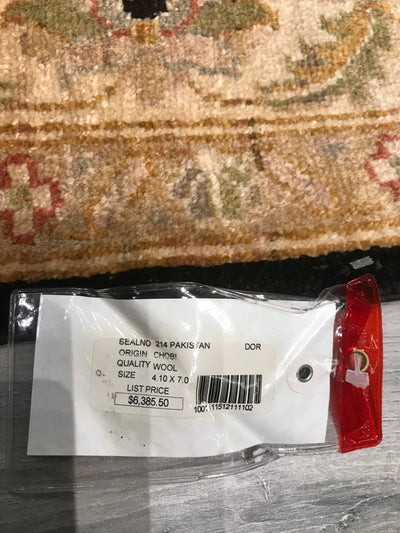 SEALNO 214 PAKISTAN DOR
ORIGIN CHOBI
QUALITY WOOL
SIZE 4.10 X 7.0
LIST PRICE
$6,385.50